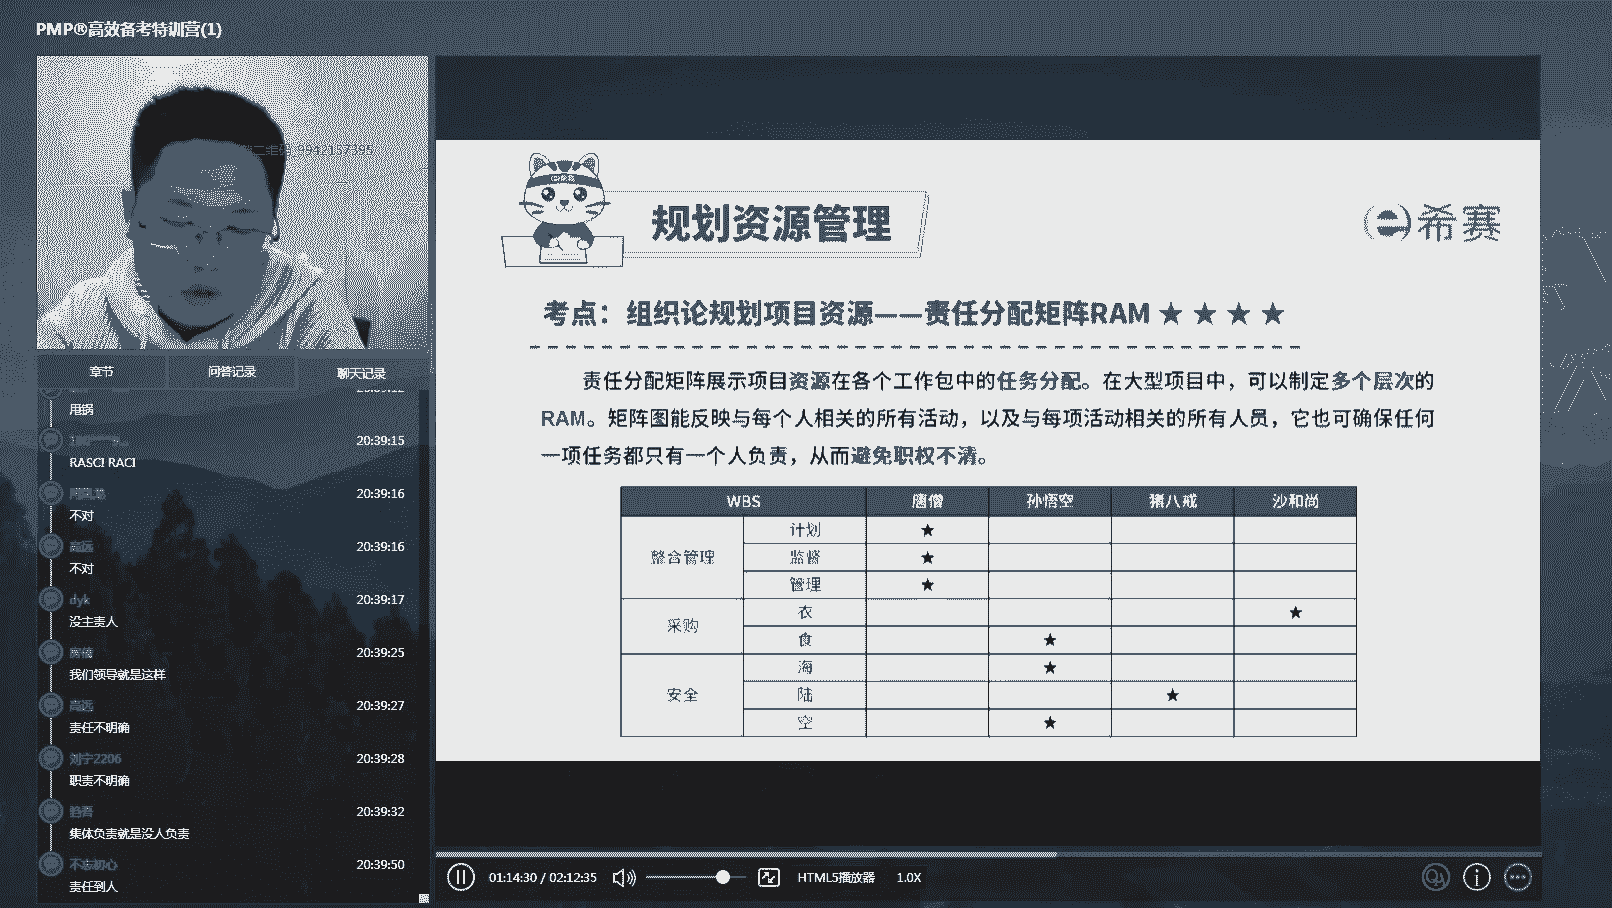 PMP®高效备考特训营(1)
章节
问答记录
聊天记录
甩锅
20:39:15
RASCI RACI
20:39:16
不对
高远
20:39:16
不对
dyk
20:39:17
没主责人
20:39:25
我们领导就是这样
高远
20:39:27
责任不明确
刘宁2206
20:39:28
职责不明确
20:39:32
集体负责就是没人负责
不忘初心
20:39:50
责任到人
规划资源管理
希赛
考点：组织论规划项目资源——责任分配矩阵RAM ★ ★ ★ ★
责任分配矩阵展示项目资源在各个工作包中的任务分配。在大型项目中，可以制定多个层次的
RAM。矩阵图能反映与每个人相关的所有活动，以及与每项活动相关的所有人员，它也可确保任何
一项任务都只有一个人负责，从而避免职权不清。
WBS 唐僧 孙悟空 猪八戒 沙和尚
整合管理
计划 ★
监督 ★
管理 ★
采购
衣 ★
食 ★
安全
海 ★
陆 ★
空 ★
01:14:30 / 02:12:35
HTML5播放器
1.0X